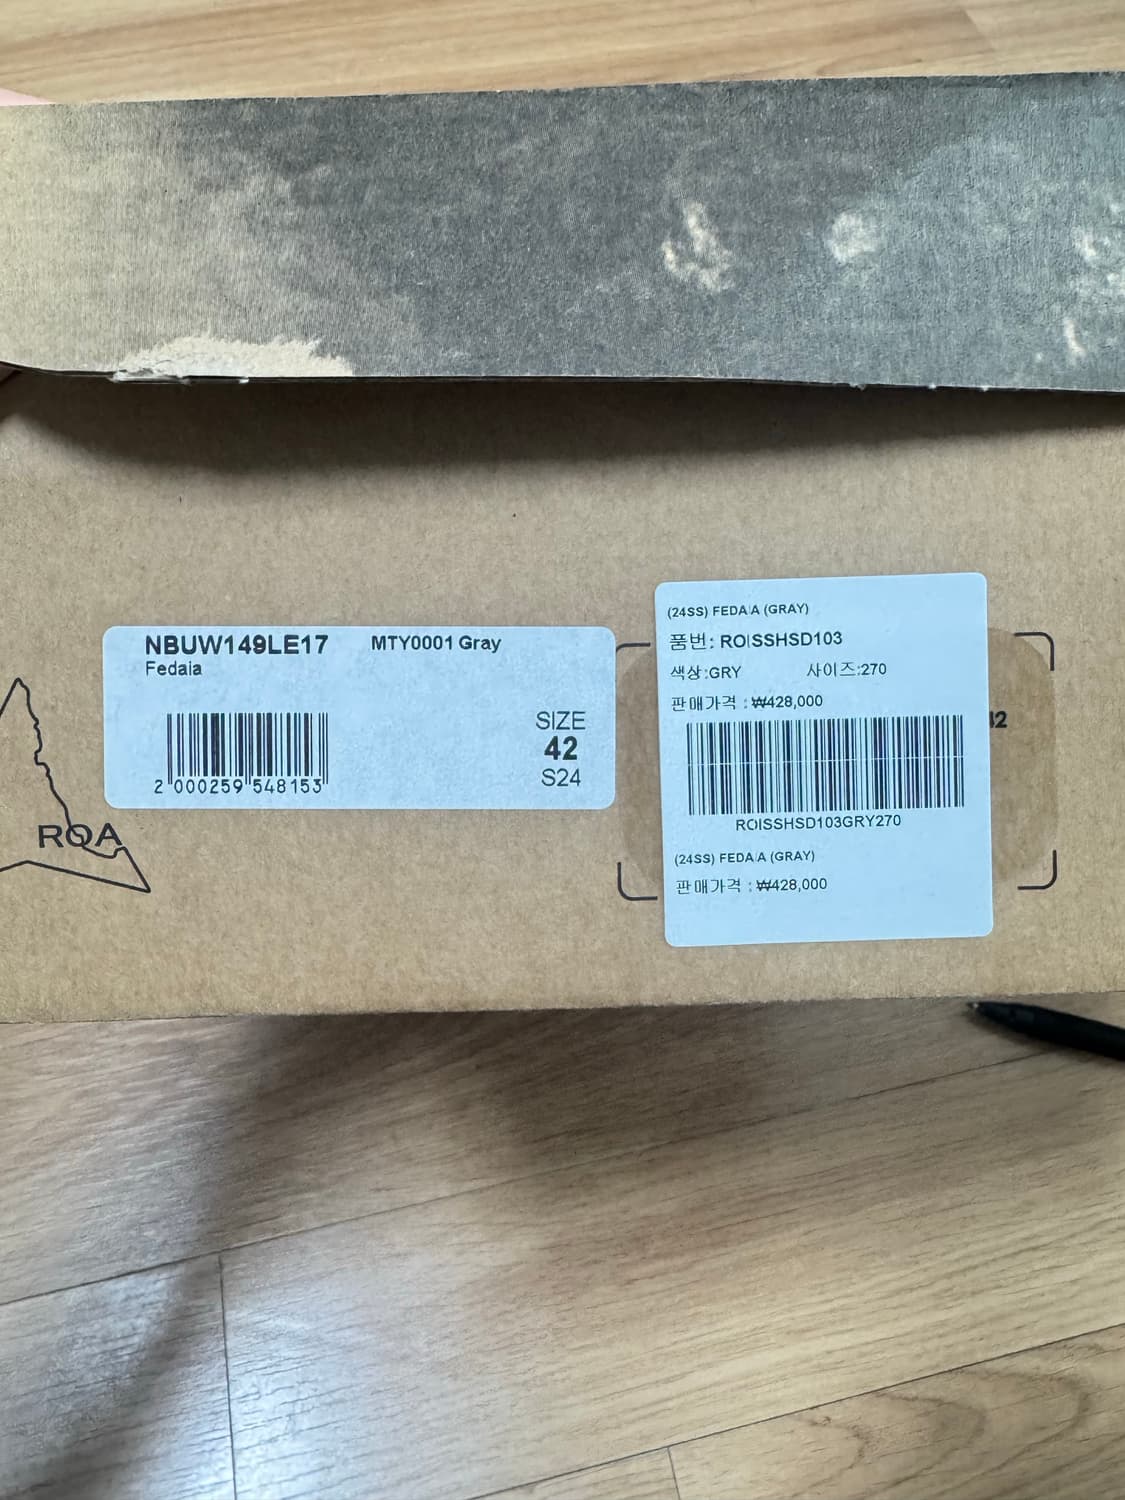 NBUW149LE17 MTY0001 Gray
Fedaia
2 000259 548153
SIZE
42
S24
ROA
(24SS) FEDAIA (GRAY)
품번: ROISSHSD103
색상:GRY 사이즈:270
판매가격 : ₩428,000
ROISSHSD103GRY270
(24SS) FEDAIA (GRAY)
판매가격 : ₩428,000